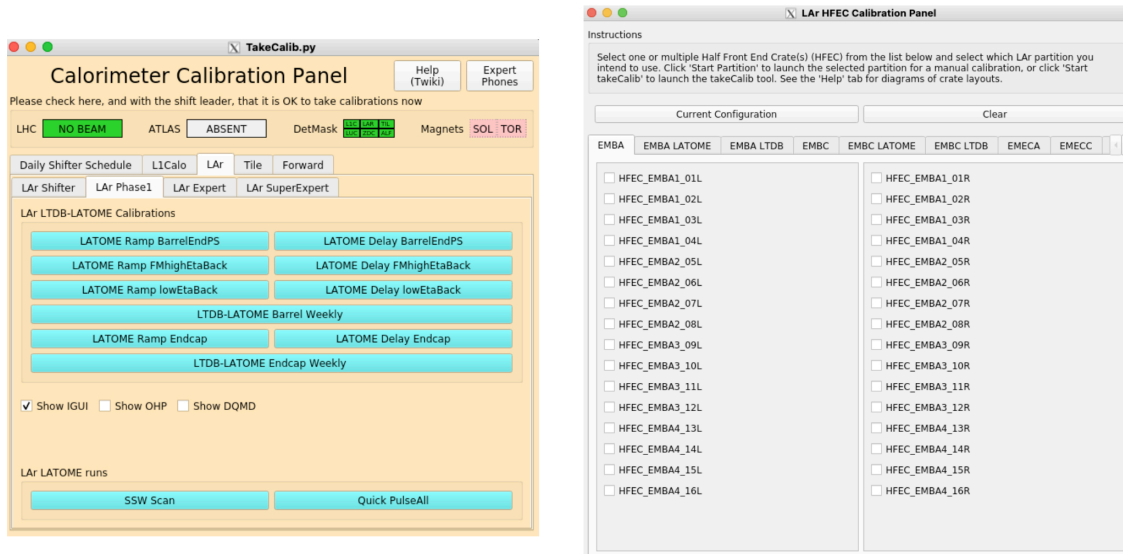 TakeCalib.py
Calorimeter Calibration Panel
Help
(Twiki)
Expert
Phones
Please check here, and with the shift leader, that it is OK to take calibrations now
LHC NO BEAM ATLAS ABSENT DetMask L1C LAR TIL Magnets SOL TOR
LUC ZDC ALF
Daily Shifter Schedule L1Calo LAr Tile Forward
LAr Shifter LAr Phase1 LAr Expert LAr SuperExpert
LAr LTDB-LATOME Calibrations
LATOME Ramp BarrelEndPS LATOME Delay BarrelEndPS
LATOME Ramp FMhighEtaBack LATOME Delay FMhighEtaBack
LATOME Ramp lowEtaBack LATOME Delay lowEtaBack
LTDB-LATOME Barrel Weekly
LATOME Ramp Endcap LATOME Delay Endcap
LTDB-LATOME Endcap Weekly
Show IGUI Show OHP Show DQMD
LAr LATOME runs
SSW Scan Quick PulseAll
LAr HFEC Calibration Panel
Instructions
Select one or multiple Half Front End Crate(s) (HFEC) from the list below and select which LAr partition you
intend to use. Click 'Start Partition' to launch the selected partition for a manual calibration, or click 'Start
takeCalib' to launch the takeCalib tool. See the 'Help' tab for diagrams of crate layouts.
Current Configuration Clear
EMBA EMBA LATOME EMBA LTDB EMBC EMBC LATOME EMBC LTDB EMECA EMECC
HFEC_EMBA1_01L HFEC_EMBA1_01R
HFEC_EMBA1_02L HFEC_EMBA1_02R
HFEC_EMBA1_03L HFEC_EMBA1_03R
HFEC_EMBA1_04L HFEC_EMBA1_04R
HFEC_EMBA2_05L HFEC_EMBA2_05R
HFEC_EMBA2_06L HFEC_EMBA2_06R
HFEC_EMBA2_07L HFEC_EMBA2_07R
HFEC_EMBA2_08L HFEC_EMBA2_08R
HFEC_EMBA3_09L HFEC_EMBA3_09R
HFEC_EMBA3_10L HFEC_EMBA3_10R
HFEC_EMBA3_11L HFEC_EMBA3_11R
HFEC_EMBA3_12L HFEC_EMBA3_12R
HFEC_EMBA4_13L HFEC_EMBA4_13R
HFEC_EMBA4_14L HFEC_EMBA4_14R
HFEC_EMBA4_15L HFEC_EMBA4_15R
HFEC_EMBA4_16L HFEC_EMBA4_16R